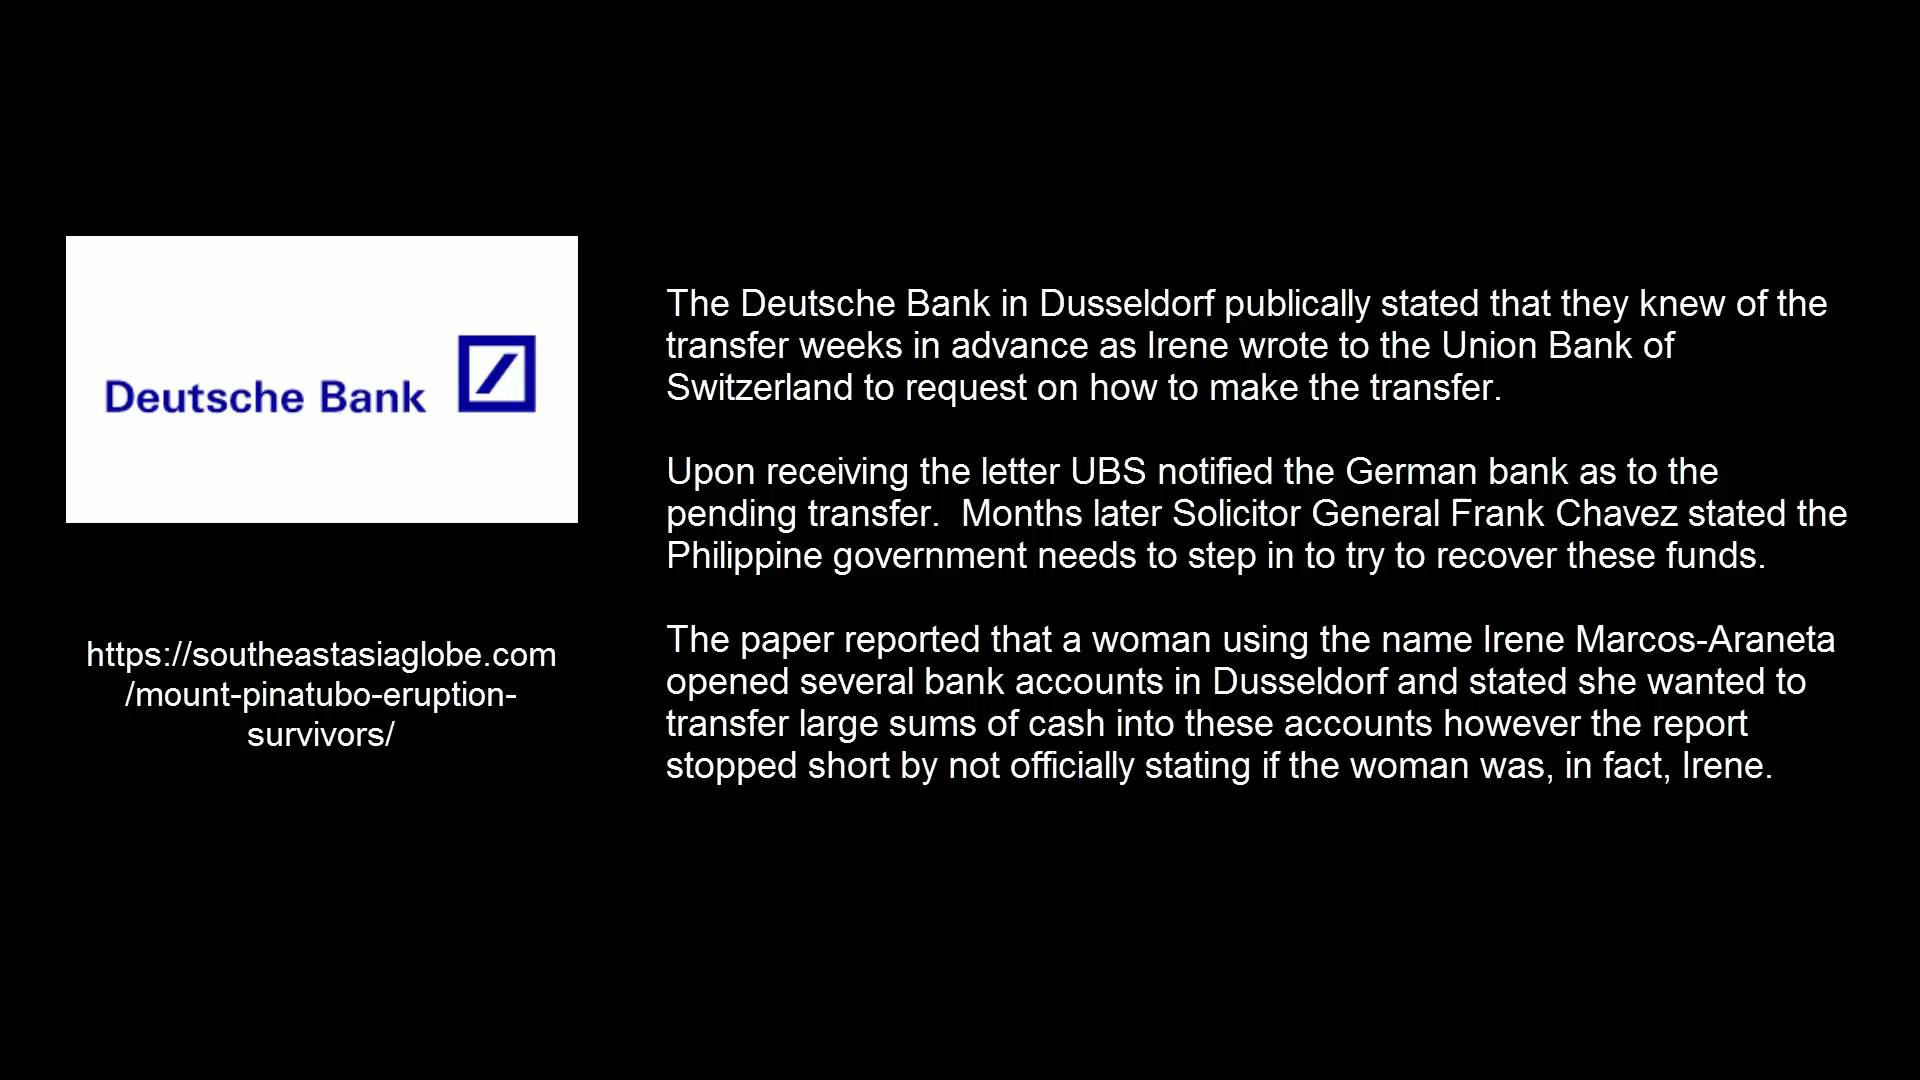 Deutsche Bank
https://southeastasiaglobe.com
/mount-pinatubo-eruption-
survivors/
The Deutsche Bank in Dusseldorf publically stated that they knew of the
transfer weeks in advance as Irene wrote to the Union Bank of
Switzerland to request on how to make the transfer.
Upon receiving the letter UBS notified the German bank as to the
pending transfer.  Months later Solicitor General Frank Chavez stated the
Philippine government needs to step in to try to recover these funds.
The paper reported that a woman using the name Irene Marcos-Araneta
opened several bank accounts in Dusseldorf and stated she wanted to
transfer large sums of cash into these accounts however the report
stopped short by not officially stating if the woman was, in fact, Irene.